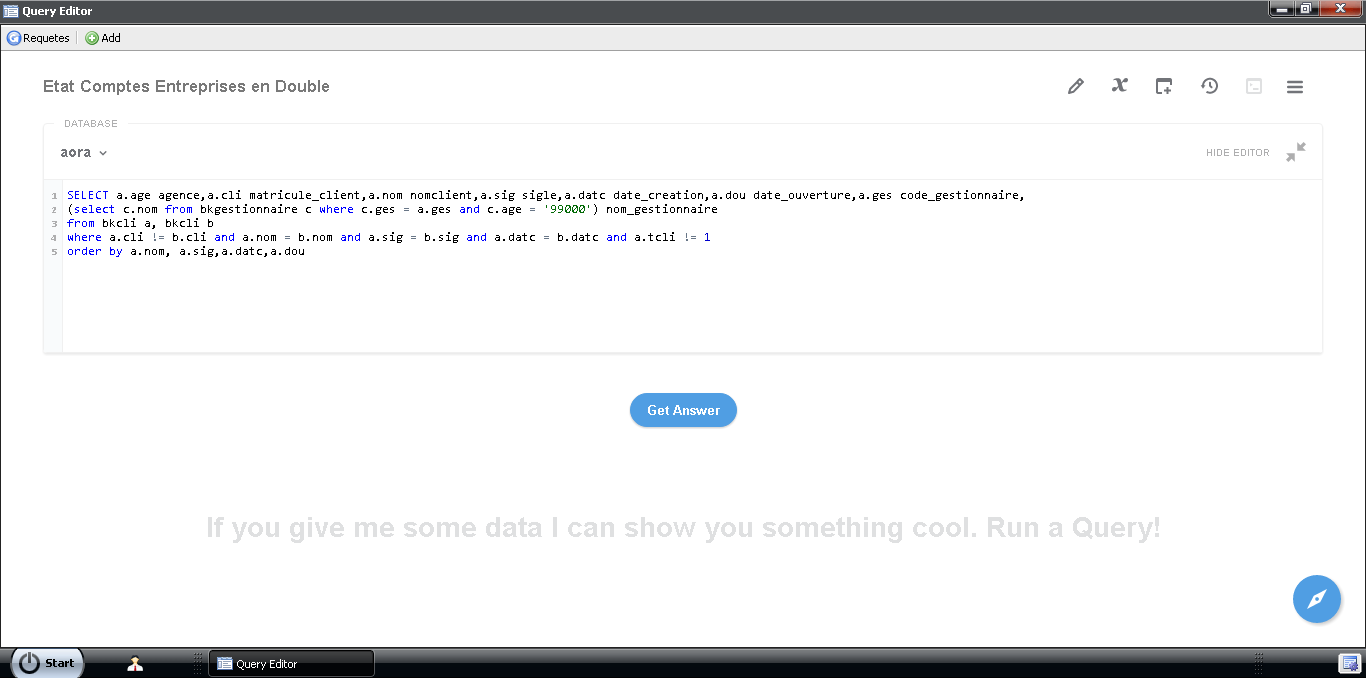 Query Editor
Requetes Add
Etat Comptes Entreprises en Double
DATABASE
aora
HIDE EDITOR
1 SELECT a.age agence,a.cli matricule_client,a.nom nomclient,a.sig sigle,a.datc date_creation,a.dou date_ouverture,a.ges code_gestionnaire,
2 (select c.nom from bkgestionnaire c where c.ges = a.ges and c.age = '99000') nom_gestionnaire
3 from bkcli a, bkcli b
4 where a.cli != b.cli and a.nom = b.nom and a.sig = b.sig and a.datc = b.datc and a.tcli != 1
5 order by a.nom, a.sig,a.datc,a.dou
Get Answer
If you give me some data I can show you something cool. Run a Query!
Start Query Editor